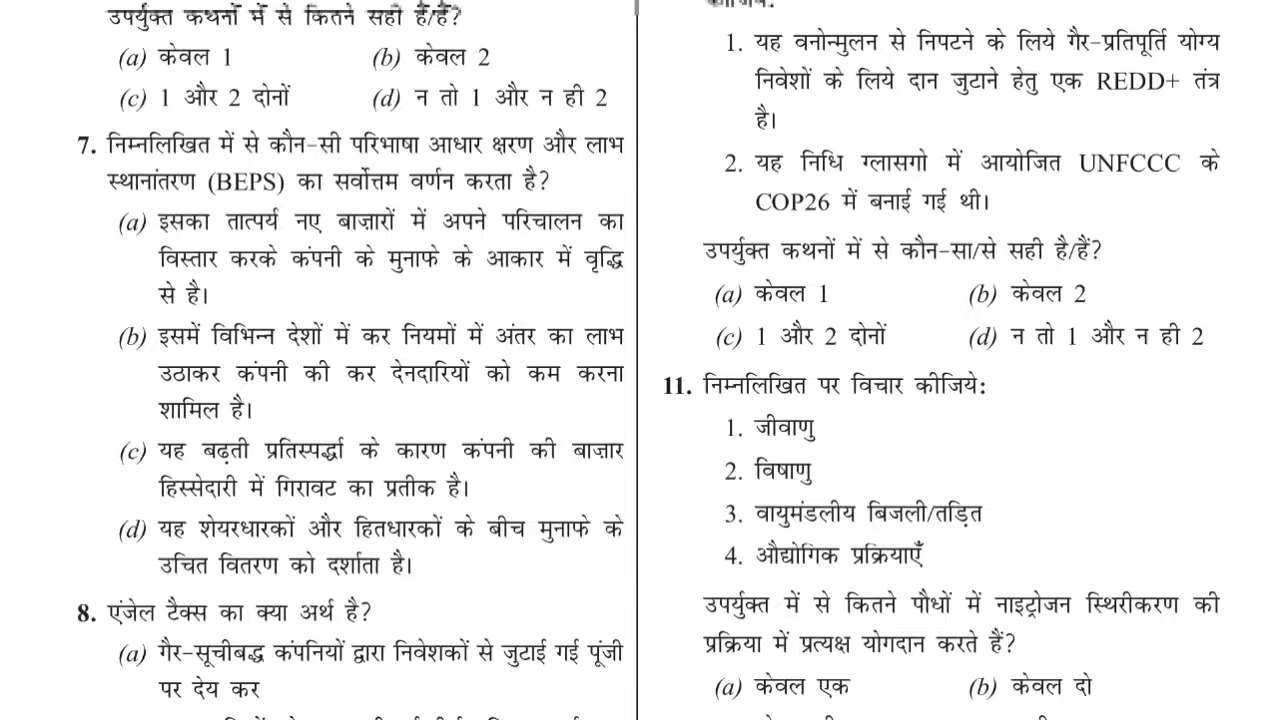 उपर्युक्त कथनों में से कितने सही है/हैं?
(a) केवल 1 (b) केवल 2
(c) 1 और 2 दोनों (d) न तो 1 और न ही 2
7. निम्नलिखित में से कौन-सी परिभाषा आधार क्षरण और लाभ
स्थानांतरण (BEPS) का सर्वोत्तम वर्णन करता है?
(a) इसका तात्पर्य नए बाज़ारों में अपने परिचालन का
विस्तार करके कंपनी के मुनाफे के आकार में वृद्धि
से है।
(b) इसमें विभिन्न देशों में कर नियमों में अंतर का लाभ
उठाकर कंपनी की कर देनदारियों को कम करना
शामिल है।
(c) यह बढ़ती प्रतिस्पर्द्धा के कारण कंपनी की बाज़ार
हिस्सेदारी में गिरावट का प्रतीक है।
(d) यह शेयरधारकों और हितधारकों के बीच मुनाफे के
उचित वितरण को दर्शाता है।
8. एंजेल टैक्स का क्या अर्थ है?
(a) गैर-सूचीबद्ध कंपनियों द्वारा निवेशकों से जुटाई गई पूंजी
पर देय कर
1. यह वनोन्मुलन से निपटने के लिये गैर-प्रतिपूर्ति योग्य
निवेशों के लिये दान जुटाने हेतु एक REDD+ तंत्र
है।
2. यह निधि ग्लासगो में आयोजित UNFCCC के
COP26 में बनाई गई थी।
उपर्युक्त कथनों में से कौन-सा/से सही है/हैं?
(a) केवल 1 (b) केवल 2
(c) 1 और 2 दोनों (d) न तो 1 और न ही 2
11. निम्नलिखित पर विचार कीजिये:
1. जीवाणु
2. विषाणु
3. वायुमंडलीय बिजली/तड़ित
4. औद्योगिक प्रक्रियाएँ
उपर्युक्त में से कितने पौधों में नाइट्रोजन स्थिरीकरण की
प्रक्रिया में प्रत्यक्ष योगदान करते हैं?
(a) केवल एक (b) केवल दो